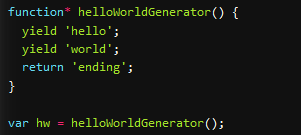 function* helloWorldGenerator() {
  yield 'hello';
  yield 'world';
  return 'ending';
}

var hw = helloWorldGenerator();